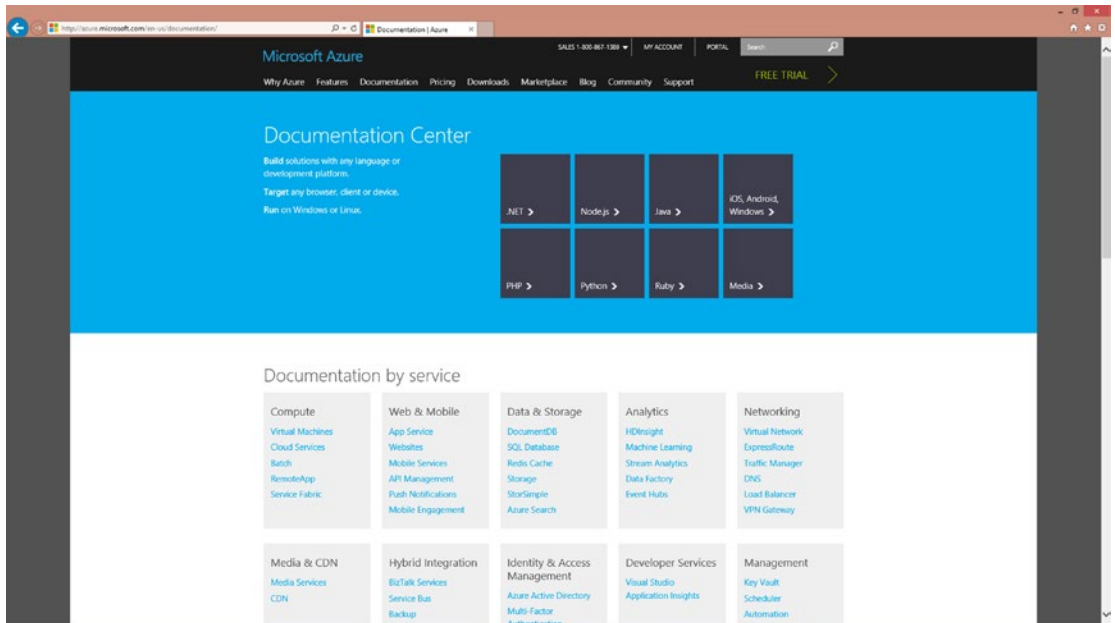 http://azure.microsoft.com/en-us/documentation/
Documentation | Azure
Microsoft Azure
SALES 1-800-867-1389
MY ACCOUNT
PORTAL
Search
Why Azure Features Documentation Pricing Downloads Marketplace Blog Community Support
FREE TRIAL
Documentation Center
Build solutions with any language or
development platform.
Target any browser, client or device.
Run on Windows or Linux.
.NET
Node.js
Java
iOS, Android,
Windows
PHP
Python
Ruby
Media
Documentation by service
Compute
Virtual Machines
Cloud Services
Batch
RemoteApp
Service Fabric
Web & Mobile
App Service
Websites
Mobile Services
API Management
Push Notifications
Mobile Engagement
Data & Storage
DocumentDB
SQL Database
Redis Cache
Storage
StorSimple
Azure Search
Analytics
HDInsight
Machine Learning
Stream Analytics
Data Factory
Event Hubs
Networking
Virtual Network
ExpressRoute
Traffic Manager
DNS
Load Balancer
VPN Gateway
Media & CDN
Media Services
CDN
Hybrid Integration
BizTalk Services
Service Bus
Backup
Identity & Access
Management
Azure Active Directory
Multi-Factor
Developer Services
Visual Studio
Application Insights
Management
Key Vault
Scheduler
Automation